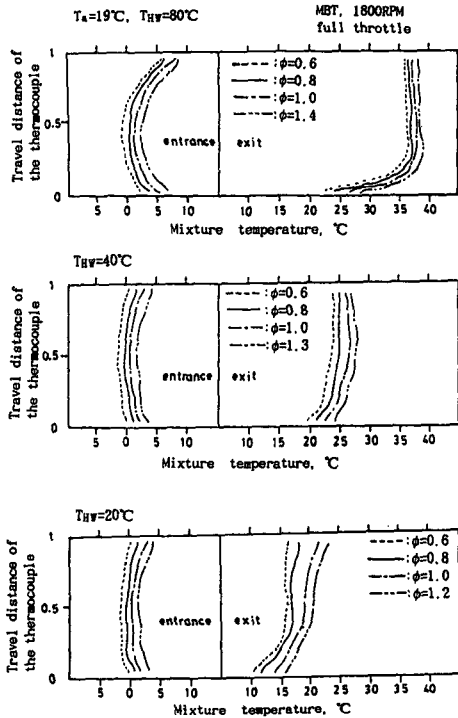 Ta=19℃, THW=80℃
MBT, 1800RPM
full throttle
Travel distance of
the thermocouple
1
0.5
0
entrance
exit
:φ=0.6
:φ=0.8
:φ=1.0
:φ=1.4
5 0 5 10 20 25 30 35 40
Mixture temperature, ℃
THW=40℃
Travel distance of
the thermocouple
1
0.5
0
entrance
exit
:φ=0.6
:φ=0.8
:φ=1.0
:φ=1.3
5 0 5 10 15 20 25 30 35 40
Mixture temperature, ℃
THW=20℃
Travel distance of
the thermocouple
1
0.5
0
entrance
exit
:φ=0.6
:φ=0.8
:φ=1.0
:φ=1.2
5 0 5 10 10 15 20 25 30 35 40
Mixture temperature, ℃